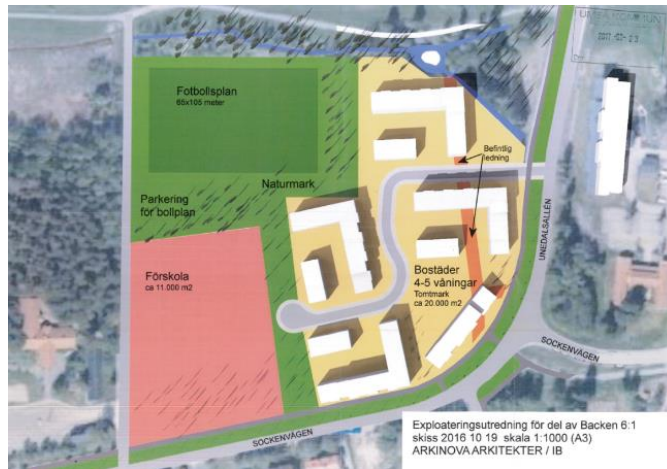 2017-07-
Fotbollsplan
65x105 meter
Befintlig
ledning
Naturmark
Parkering
för bollplan
UNEDALSALLÉN
Förskola
ca 11.000 m2
Bostäder
4-5 våningar
Tomtmark
ca 20.000 m2
SOCKENVÄGEN
SOCKENVÄGEN
Exploateringsutredning för del av Backen 6:1
skiss 2016 10 19 skala 1:1000 (A3)
ARKINOVA ARKITEKTER / IB